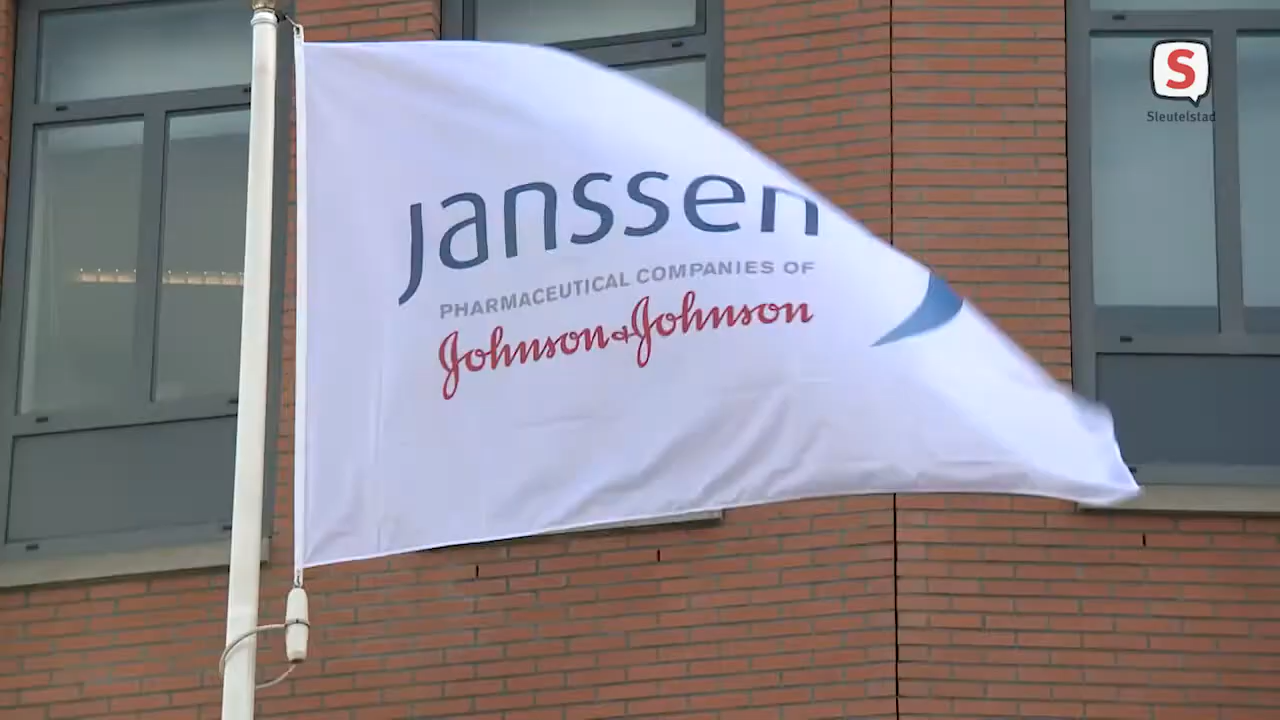 S
Sleutelstad
Janssen
PHARMACEUTICAL COMPANIES OF
Johnson & Johnson